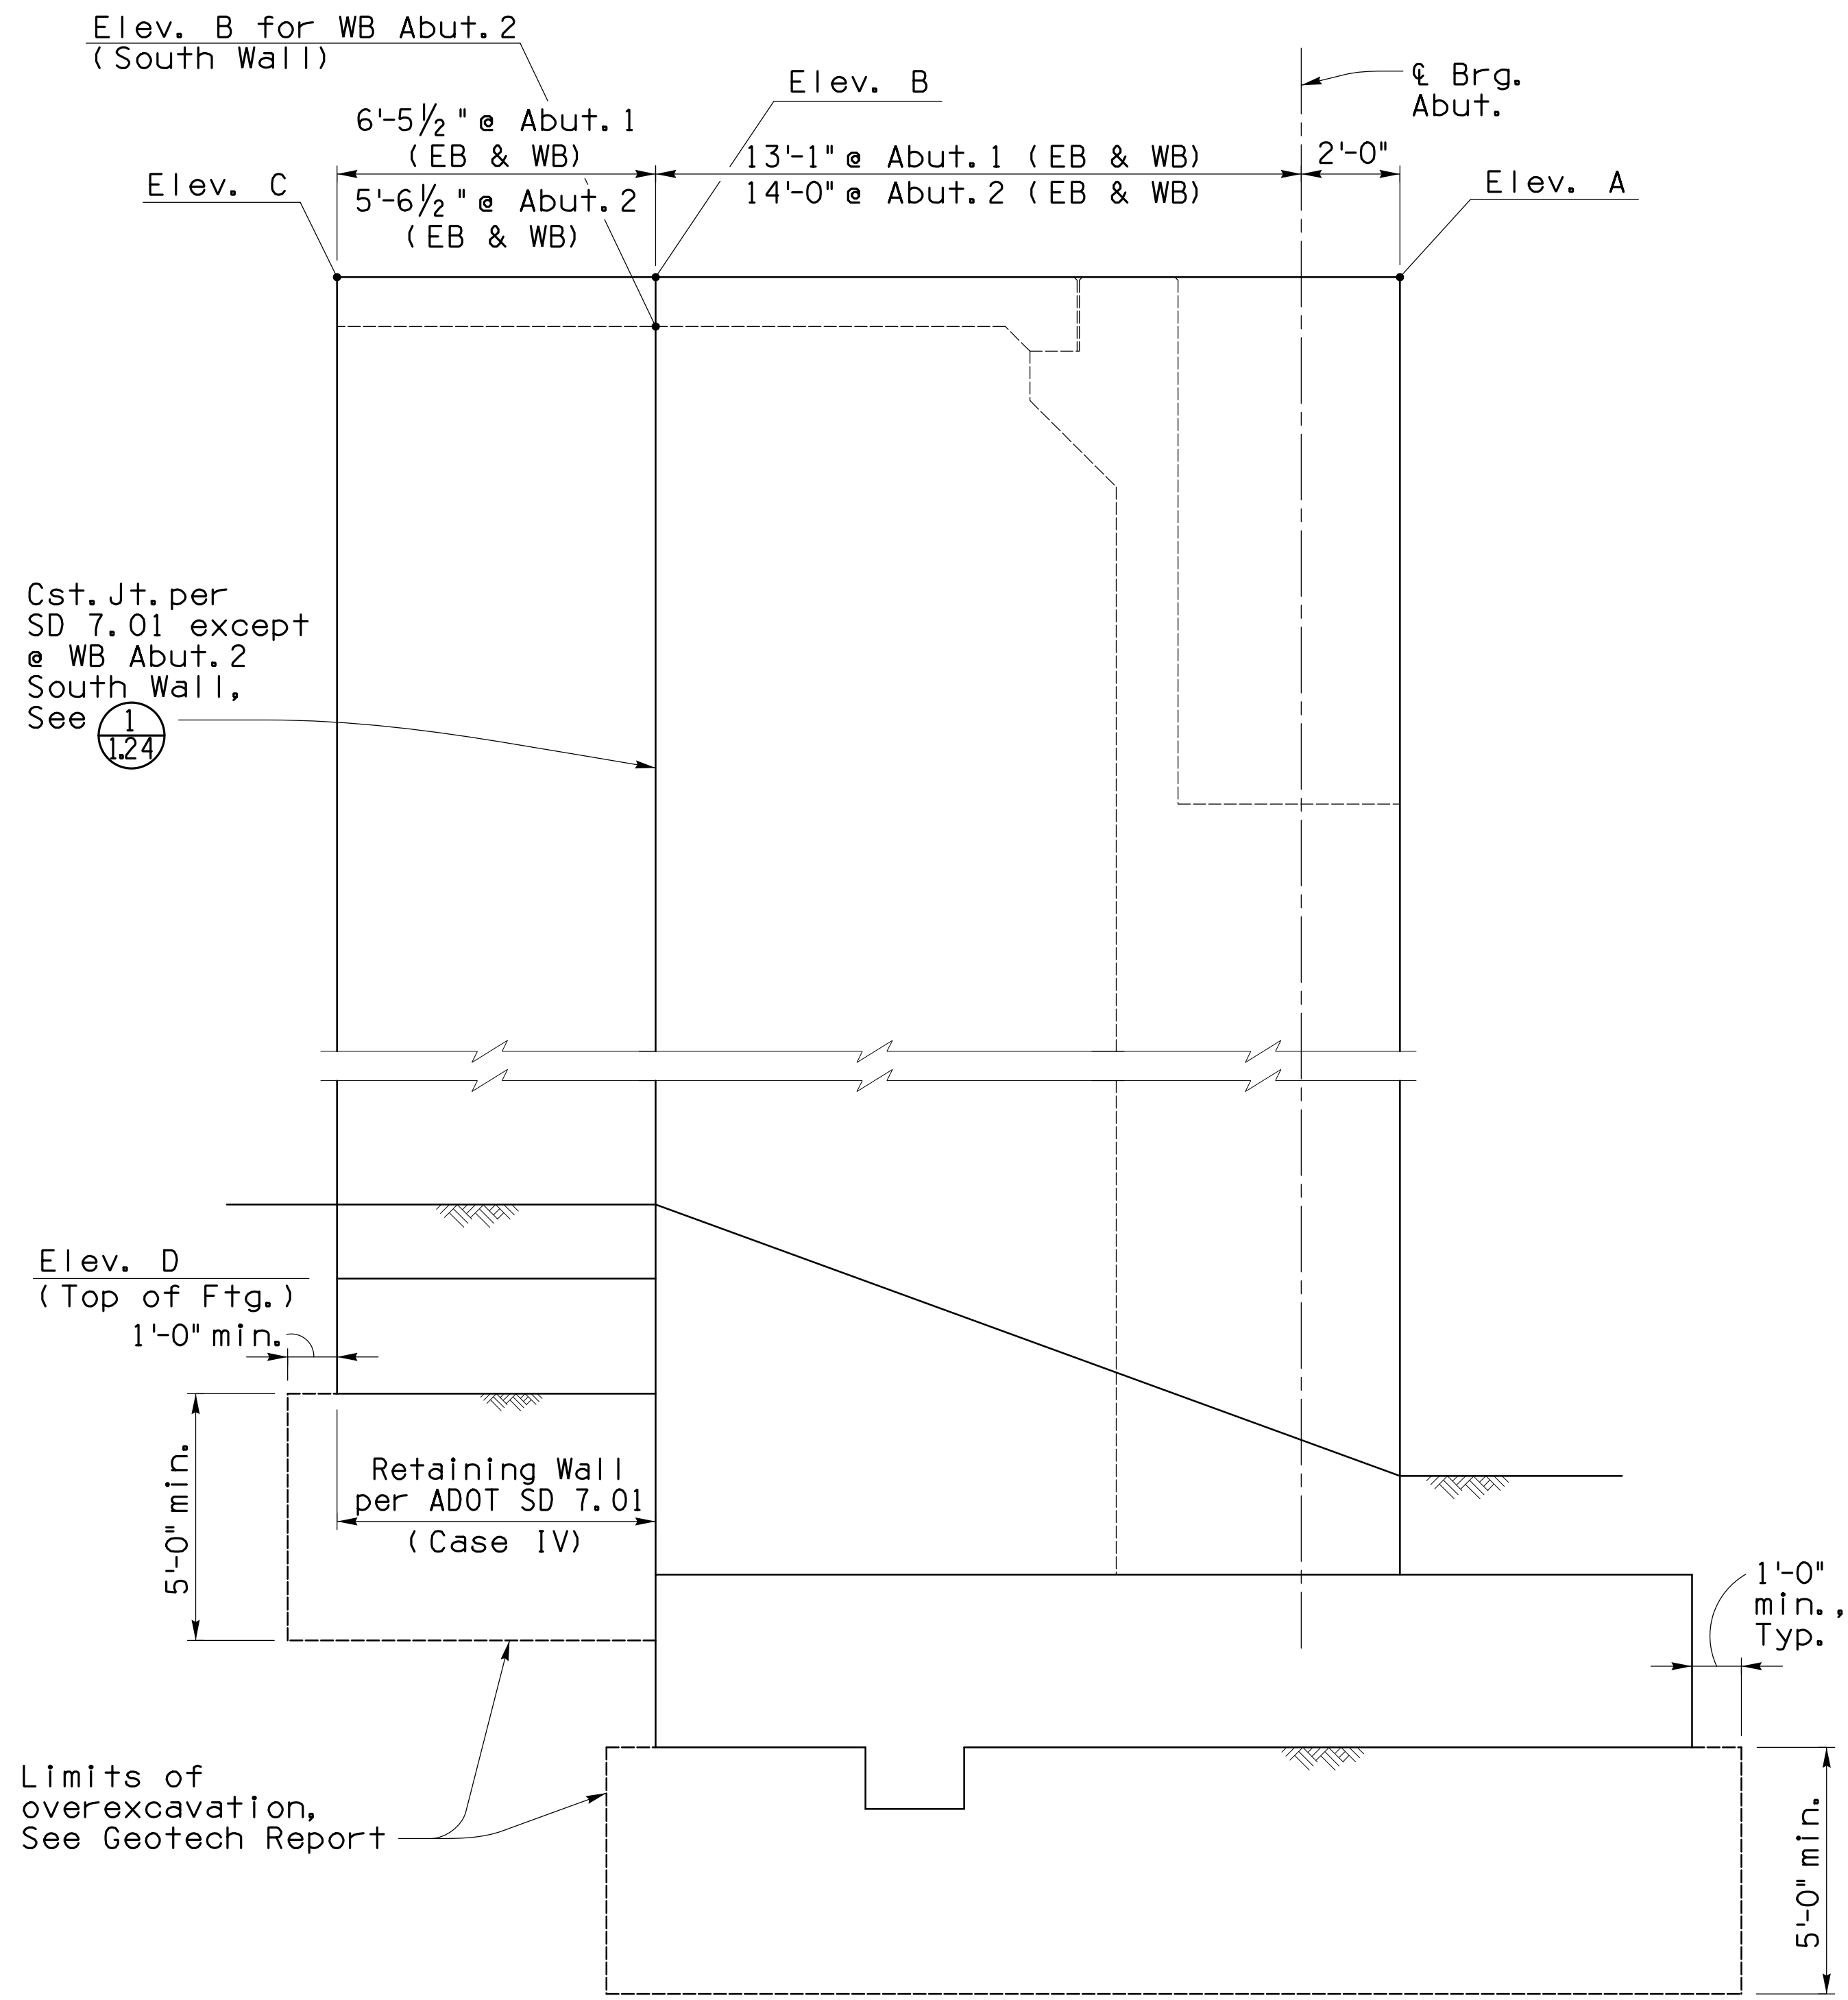 Elev. B for WB Abut. 2
(South Wall)
Elev. B
℄ Brg.
Abut.
6'-5½"@ Abut. 1
(EB & WB)
13'-1"@ Abut. 1 (EB & WB)
2'-0"
Elev. C
5'-6½"@ Abut. 2
(EB & WB)
14'-0"@ Abut. 2 (EB & WB)
Elev. A
Cst. Jt. per
SD 7.01 except
@ WB Abut. 2
South Wall,
See
1
1.24
Elev. D
(Top of Ftg.)
1'-0" min.
5'-0" min.
Retaining Wall
per ADOT SD 7.01
(Case IV)
1'-0"
min.,
Typ.
Limits of
overexcavation,
See Geotech Report
5'-0" min.